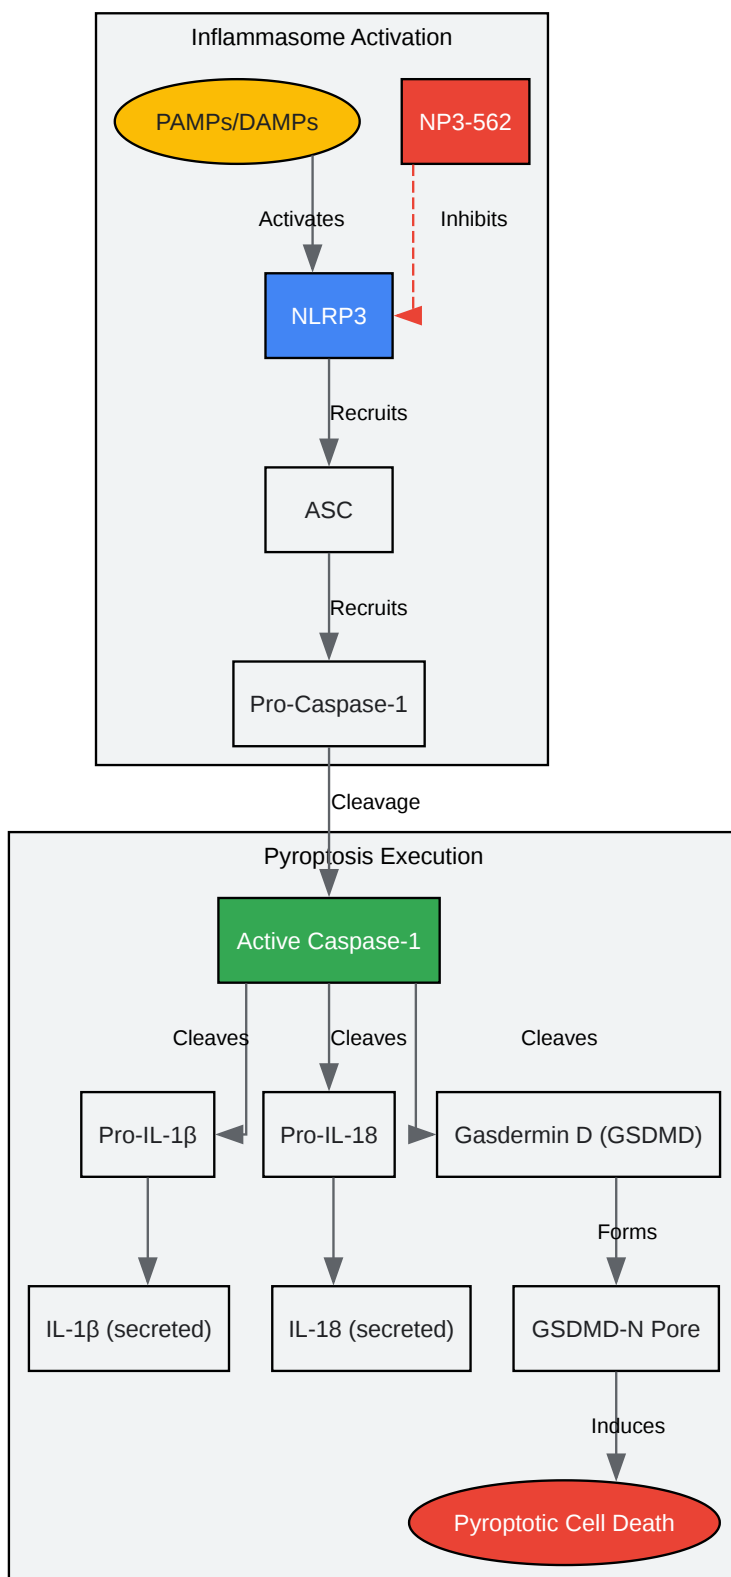 Inflammasome Activation
PAMPs/DAMPs
NP3-562
Activates
Inhibits
NLRP3
Recruits
ASC
Recruits
Pro-Caspase-1
Cleavage
Pyroptosis Execution
Active Caspase-1
Cleaves
Cleaves
Cleaves
Pro-IL-1β
Pro-IL-18
Gasdermin D (GSDMD)
Forms
IL-1β (secreted)
IL-18 (secreted)
GSDMD-N Pore
Induces
Pyroptotic Cell Death